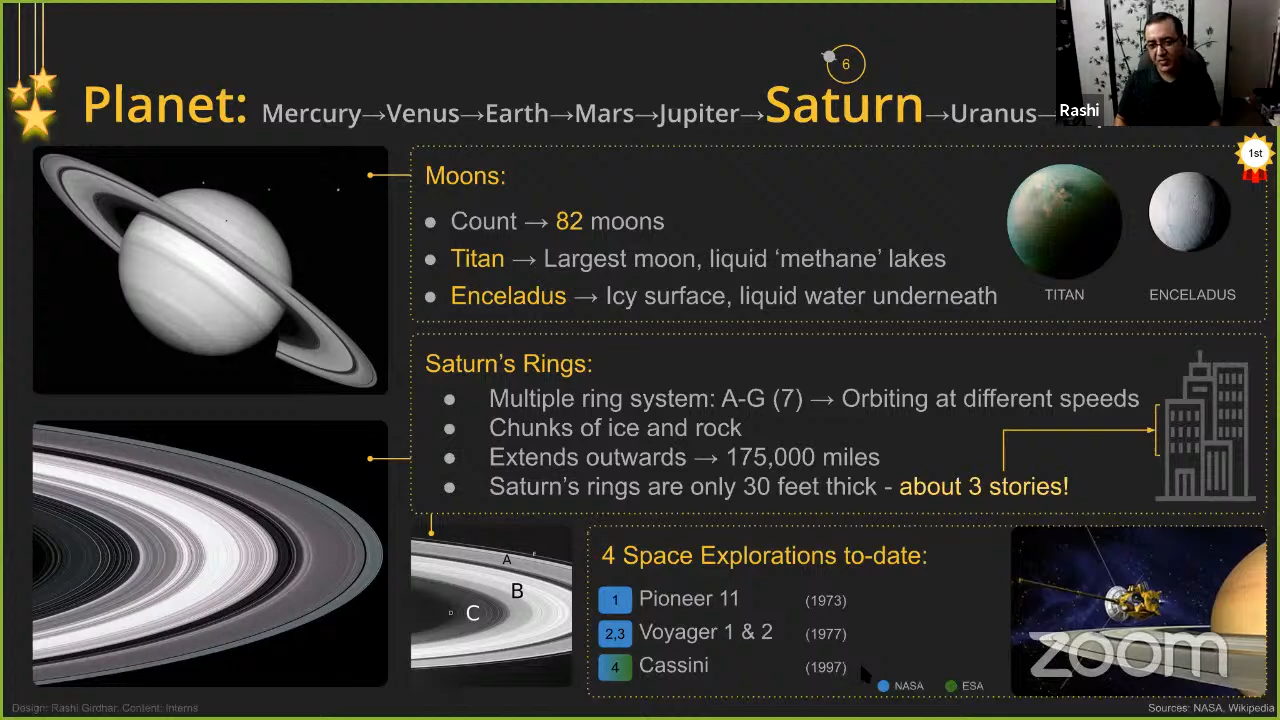 6
Planet: Mercury→Venus→Earth→Mars→Jupiter→Saturn→Uranus→
Rashi
1st
Moons:
● Count → 82 moons
● Titan → Largest moon, liquid ‘methane’ lakes
● Enceladus → Icy surface, liquid water underneath
TITAN ENCELADUS
Saturn’s Rings:
● Multiple ring system: A-G (7) → Orbiting at different speeds
● Chunks of ice and rock
● Extends outwards → 175,000 miles
● Saturn’s rings are only 30 feet thick - about 3 stories!
A
B
C
D
4 Space Explorations to-date:
1 Pioneer 11 (1973)
2,3 Voyager 1 & 2 (1977)
4 Cassini (1997)
NASA ESA
zoom
Design: Rashi Girdhar. Content: Interns
Sources: NASA, Wikipedia